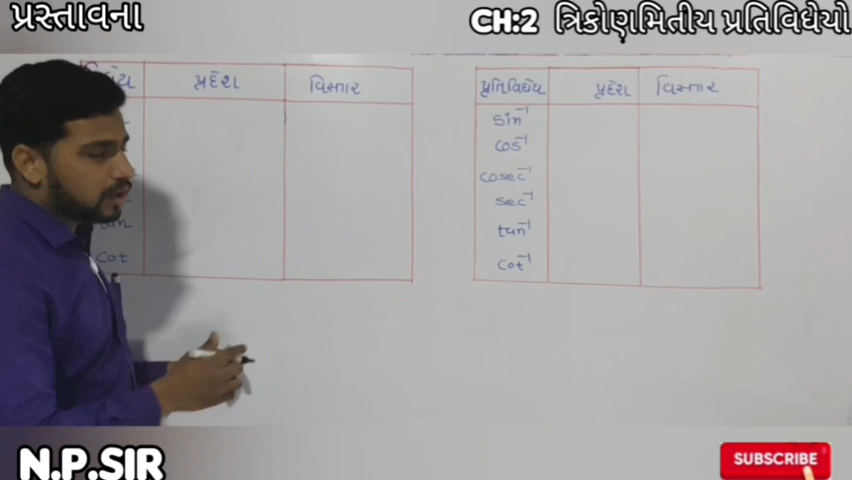 પ્રસ્તાવના
CH:2 ત્રિકોણમિતીય પ્રતિવિધેયો
પ્રદેશ વિસ્તાર
cot
પ્રતિવિધેય પ્રદેશ વિસ્તાર
sin⁻¹
cos⁻¹
cosec⁻¹
sec⁻¹
tan⁻¹
cot⁻¹
N.P.SIR
SUBSCRIBE